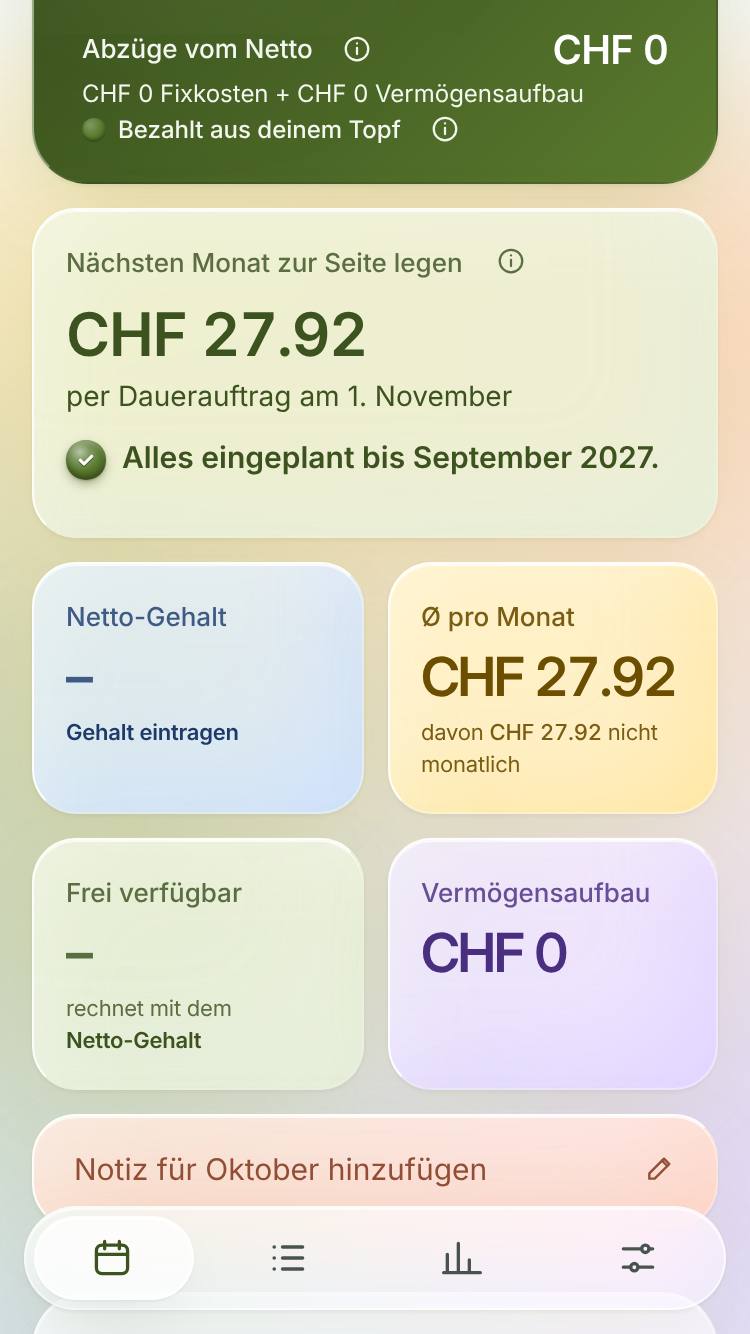 Abzüge vom Netto
CHF 0
CHF 0 Fixkosten + CHF 0 Vermögensaufbau
Bezahlt aus deinem Topf
Nächsten Monat zur Seite legen
CHF 27.92
per Dauerauftrag am 1. November
Alles eingeplant bis September 2027.
Netto-Gehalt
–
Gehalt eintragen
Ø pro Monat
CHF 27.92
davon CHF 27.92 nicht
monatlich
Frei verfügbar
–
rechnet mit dem
Netto-Gehalt
Vermögensaufbau
CHF 0
Notiz für Oktober hinzufügen